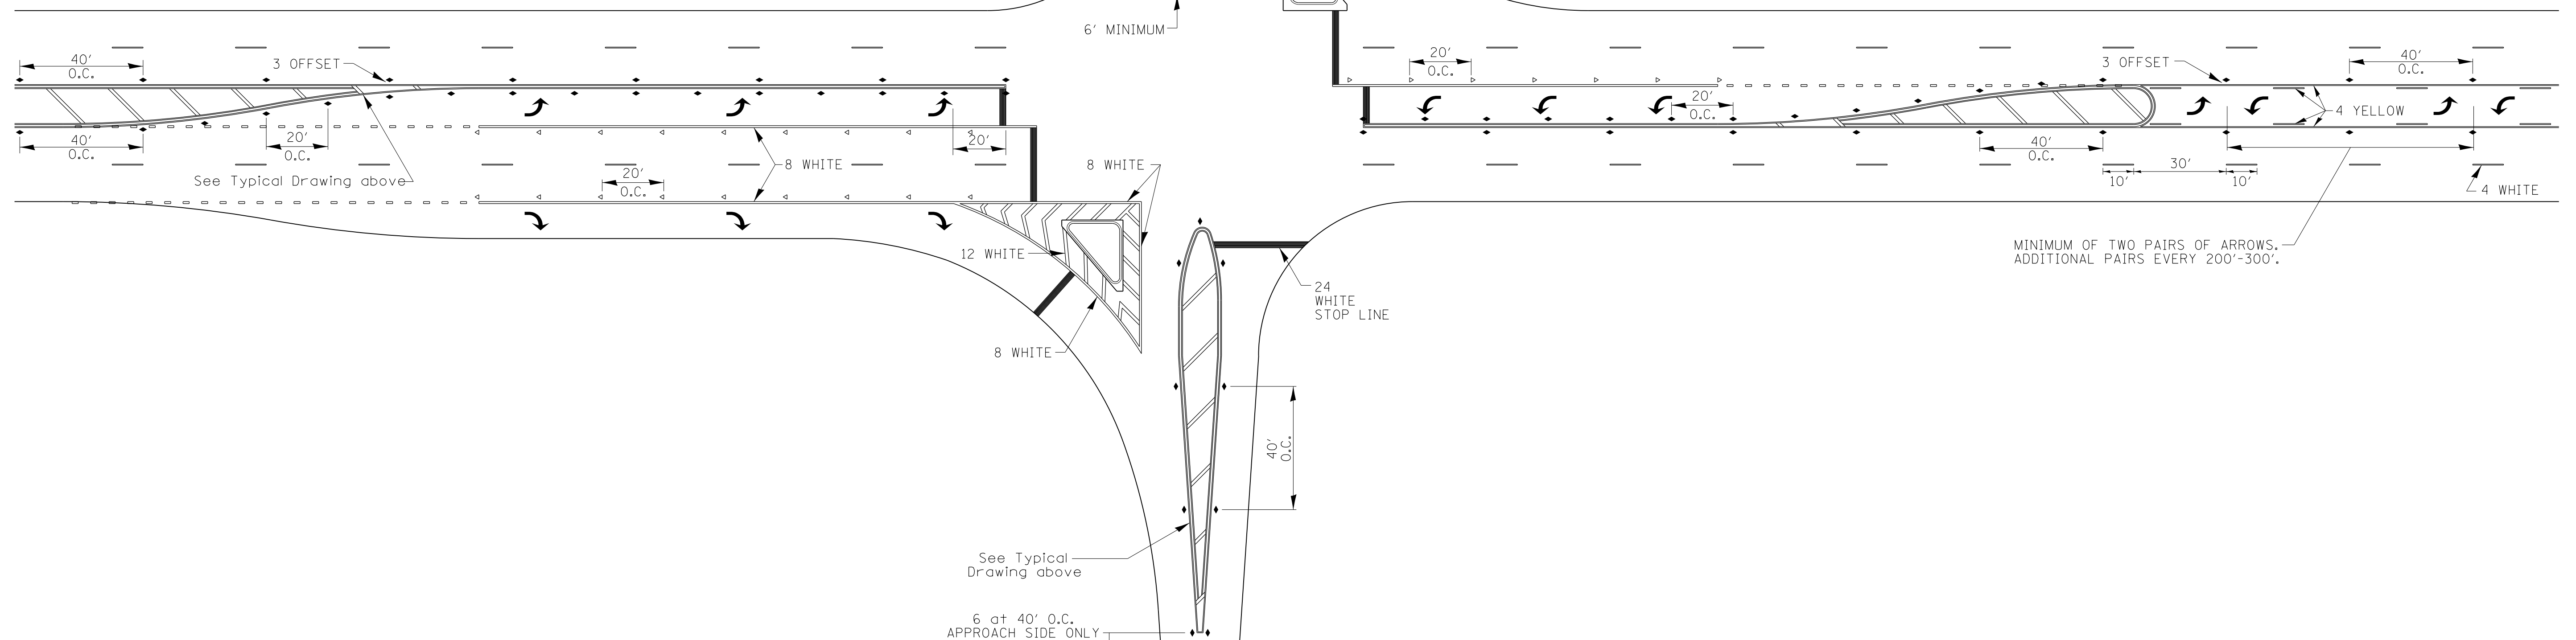 6' MINIMUM
40'
O.C.
3 OFFSET
20'
O.C.
3 OFFSET
40'
O.C.
20'
O.C.
4 YELLOW
40'
O.C.
20'
O.C.
20'
40'
O.C.
See Typical Drawing above
20'
O.C.
8 WHITE
8 WHITE
30'
10'
10'
4 WHITE
12 WHITE
MINIMUM OF TWO PAIRS OF ARROWS.
ADDITIONAL PAIRS EVERY 200'-300'.
24
WHITE
STOP LINE
8 WHITE
40'
O.C.
See Typical
Drawing above
6 at 40' O.C.
APPROACH SIDE ONLY